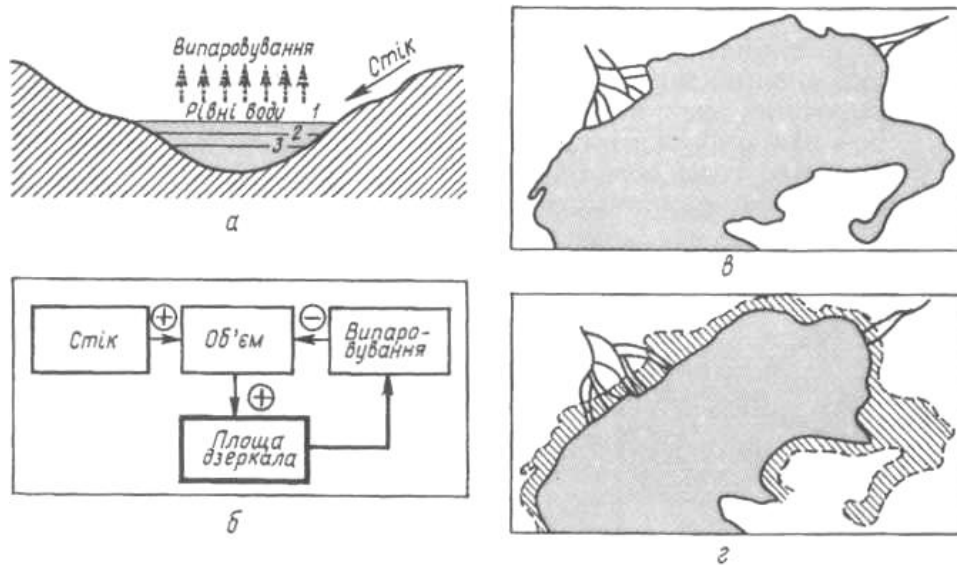 Випаровування
Стік
Рівні води 1
2
3
а
Стік
+
Об'єм
−
Випаро-
вування
+
Площа
дзеркала
б
в
г